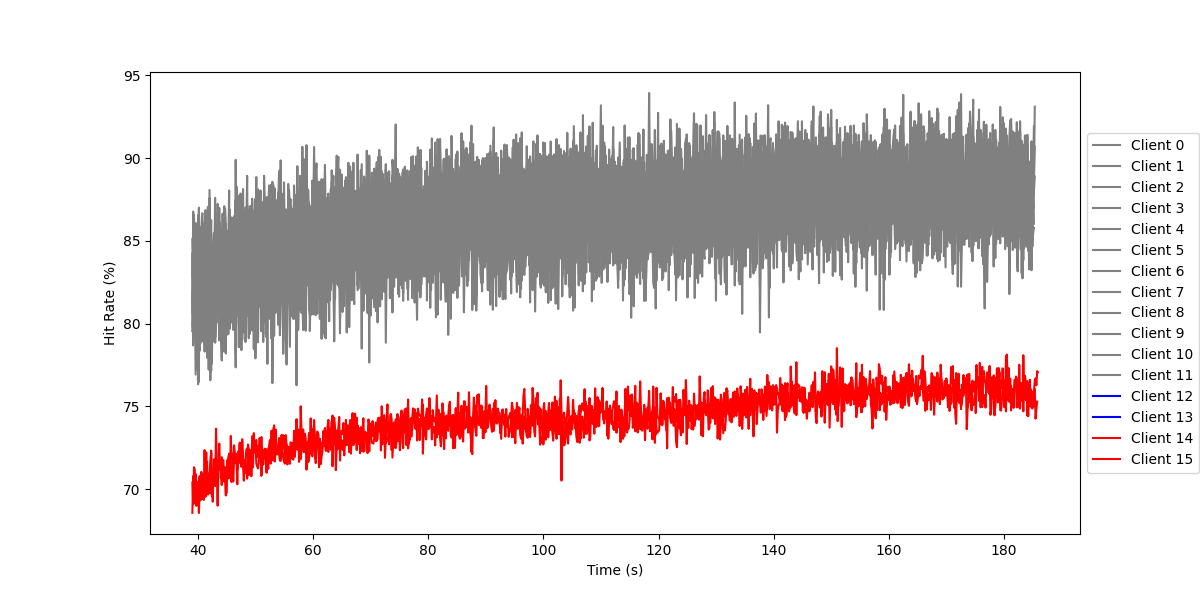 95
90
85
80
75
70
Hit Rate (%)
40 60 80 100 120 140 160 180
Time (s)
Client 0
Client 1
Client 2
Client 3
Client 4
Client 5
Client 6
Client 7
Client 8
Client 9
Client 10
Client 11
Client 12
Client 13
Client 14
Client 15